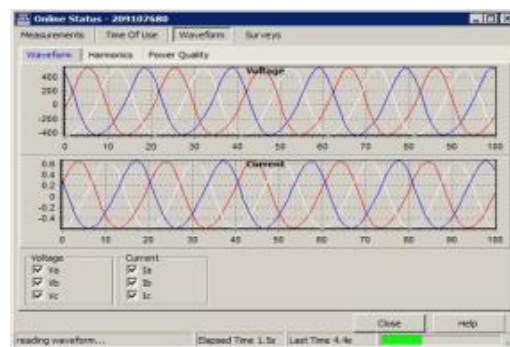 Online Status - 209107680
Measurements Time Of Use Waveform Surveys
Waveform Harmonics Power Quality
Voltage
400
200
0
-200
-400
0 10 20 30 40 50 60 70 80 90 100
Current
0.6
0.4
0.2
0
-0.2
-0.4
0 10 20 30 40 50 60 70 80 90 100
Voltage Current
Va Ia
Vb Ib
Vc Ic
Close Help
reading waveform... Elapsed Time 1.5s Last Time 4.4s